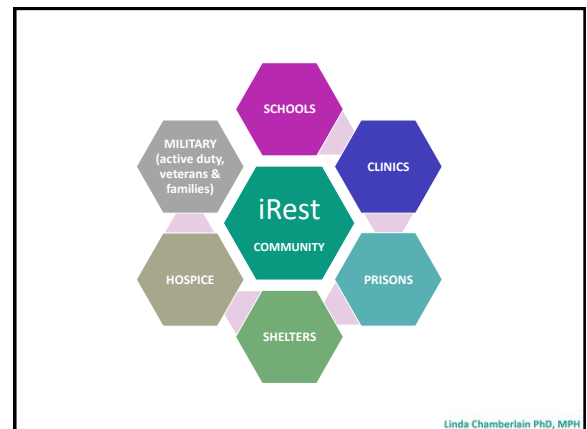 SCHOOLS
MILITARY
(active duty,
veterans &
families)
CLINICS
iRest
COMMUNITY
HOSPICE
PRISONS
SHELTERS
Linda Chamberlain PhD, MPH